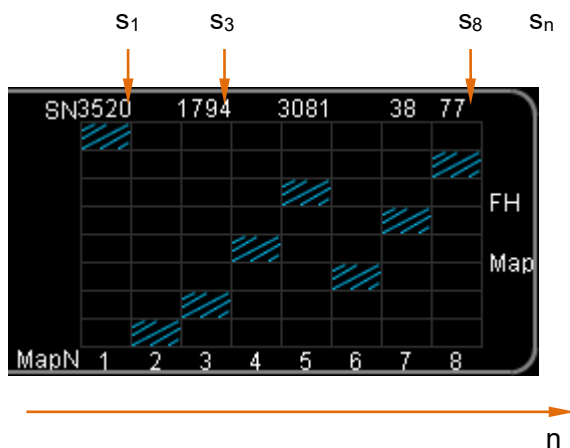 s₁ s₃ s₈ sₙ
SN3520 1794 3081 38 77
FH
Map
MapN 1 2 3 4 5 6 7 8
n